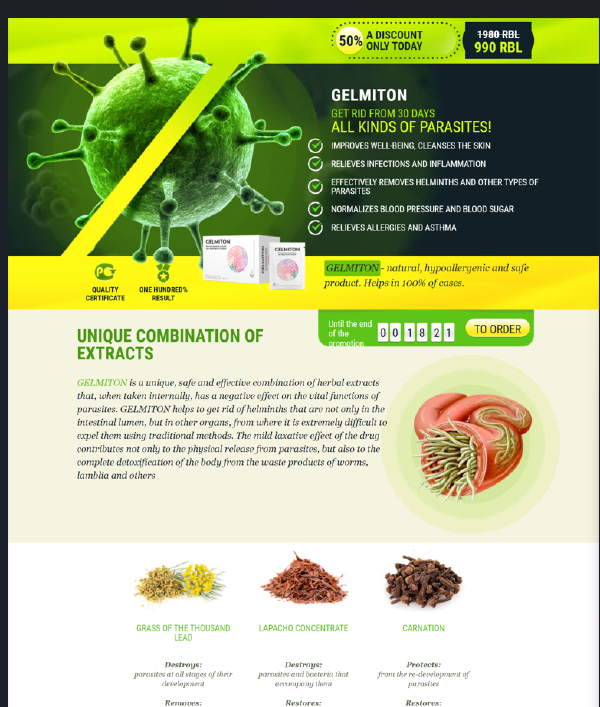 50%
A DISCOUNT
ONLY TODAY
1980 RBL
990 RBL
GELMITON
GET RID FROM 30 DAYS
ALL KINDS OF PARASITES!
IMPROVES WELL-BEING, CLEANSES THE SKIN
RELIEVES INFECTIONS AND INFLAMMATION
EFFECTIVELY REMOVES HELMINTHS AND OTHER TYPES OF
PARASITES
NORMALIZES BLOOD PRESSURE AND BLOOD SUGAR
RELIEVES ALLERGIES AND ASTHMA
GELMITON
GELMITON
GELMITON
QUALITY
CERTIFICATE
ONE HUNDRED%
RESULT
GELMITON - natural, hypoallergenic and safe
product. Helps in 100% of cases.
Until the end
of the
promotion
0 0 1 8 2 1
TO ORDER
UNIQUE COMBINATION OF
EXTRACTS
GELMITON is a unique, safe and effective combination of herbal extracts
that, when taken internally, has a negative effect on the vital functions of
parasites. GELMITON helps to get rid of helminths that are not only in the
intestinal lumen, but in other organs, from where it is extremely difficult to
expel them using traditional methods. The mild laxative effect of the drug
contributes not only to the physical release from parasites, but also to the
complete detoxification of the body from the waste products of worms,
lamblia and others
GRASS OF THE THOUSAND
LEAD
LAPACHO CONCENTRATE
CARNATION
Destroys:
parasites at all stages of their
development
Destroys:
parasites and bacteria that
accompany them
Protects:
from the re-development of
parasites
Removes:
Restores:
Restores: